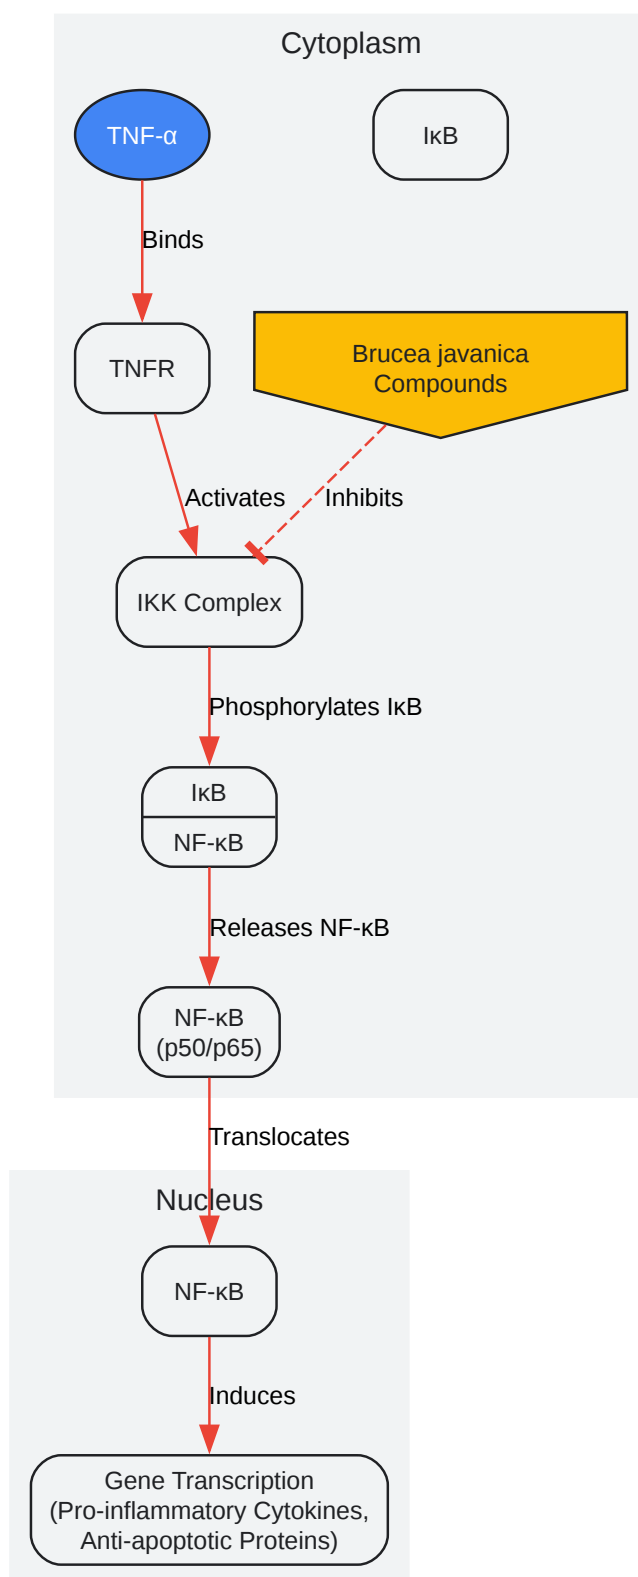 Cytoplasm
TNF-α
IκB
Binds
TNFR
Brucea javanica
Compounds
Activates
Inhibits
IKK Complex
Phosphorylates IκB
IκB
NF-κB
Releases NF-κB
NF-κB
(p50/p65)
Translocates
Nucleus
NF-κB
Induces
Gene Transcription
(Pro-inflammatory Cytokines,
Anti-apoptotic Proteins)